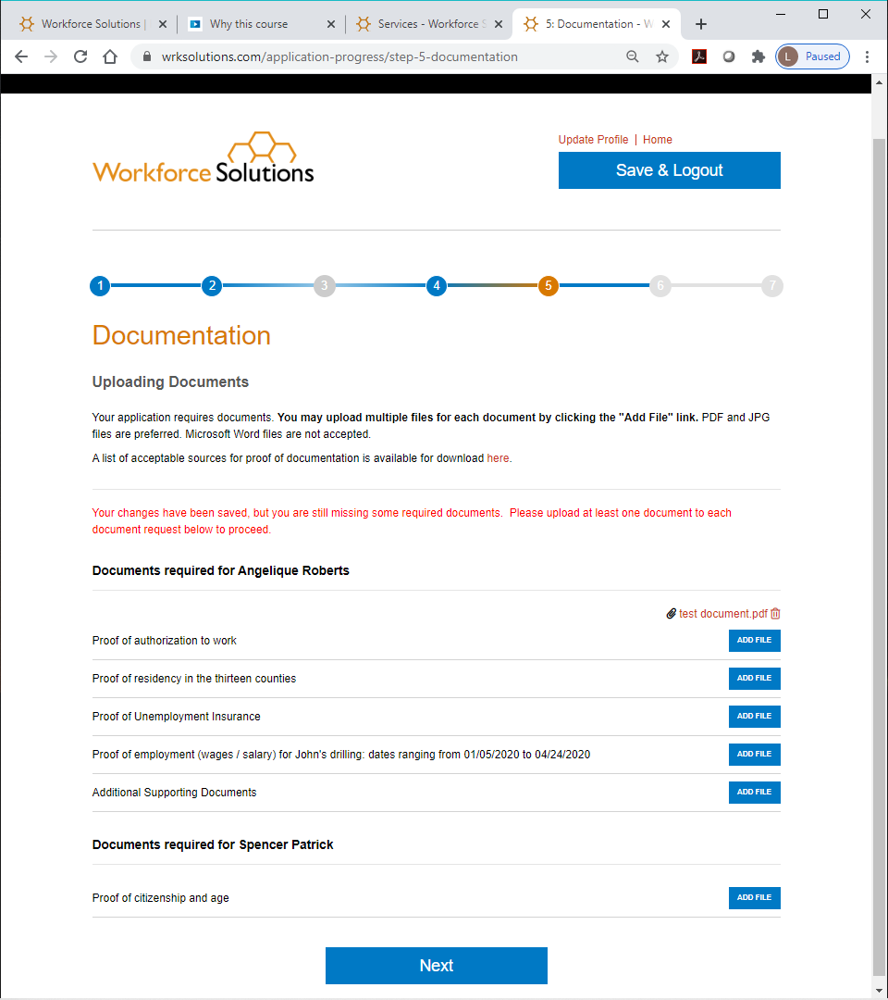 Workforce Solutions |
Why this course
Services - Workforce S
5: Documentation - W
wrksolutions.com/application-progress/step-5-documentation
L Paused
Workforce Solutions
Update Profile | Home
Save & Logout
1 2 3 4 5 6 7
Documentation
Uploading Documents
Your application requires documents. You may upload multiple files for each document by clicking the "Add File" link. PDF and JPG
files are preferred. Microsoft Word files are not accepted.
A list of acceptable sources for proof of documentation is available for download here.
Your changes have been saved, but you are still missing some required documents. Please upload at least one document to each
document request below to proceed.
Documents required for Angelique Roberts
test document.pdf
Proof of authorization to work ADD FILE
Proof of residency in the thirteen counties ADD FILE
Proof of Unemployment Insurance ADD FILE
Proof of employment (wages / salary) for John's drilling: dates ranging from 01/05/2020 to 04/24/2020 ADD FILE
Additional Supporting Documents ADD FILE
Documents required for Spencer Patrick
Proof of citizenship and age ADD FILE
Next